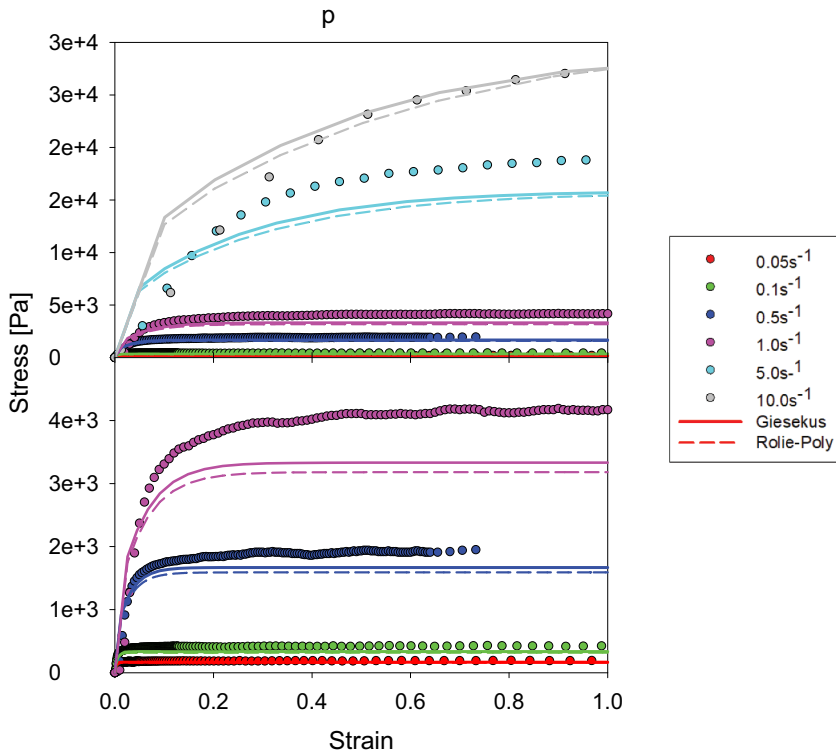 p
3e+4
3e+4
2e+4
2e+4
1e+4
5e+3
0
4e+3
3e+3
2e+3
1e+3
0
Stress [Pa]
0.0 0.2 0.4 0.6 0.8 1.0
Strain
0.05s⁻¹
0.1s⁻¹
0.5s⁻¹
1.0s⁻¹
5.0s⁻¹
10.0s⁻¹
Giesekus
Rolie-Poly